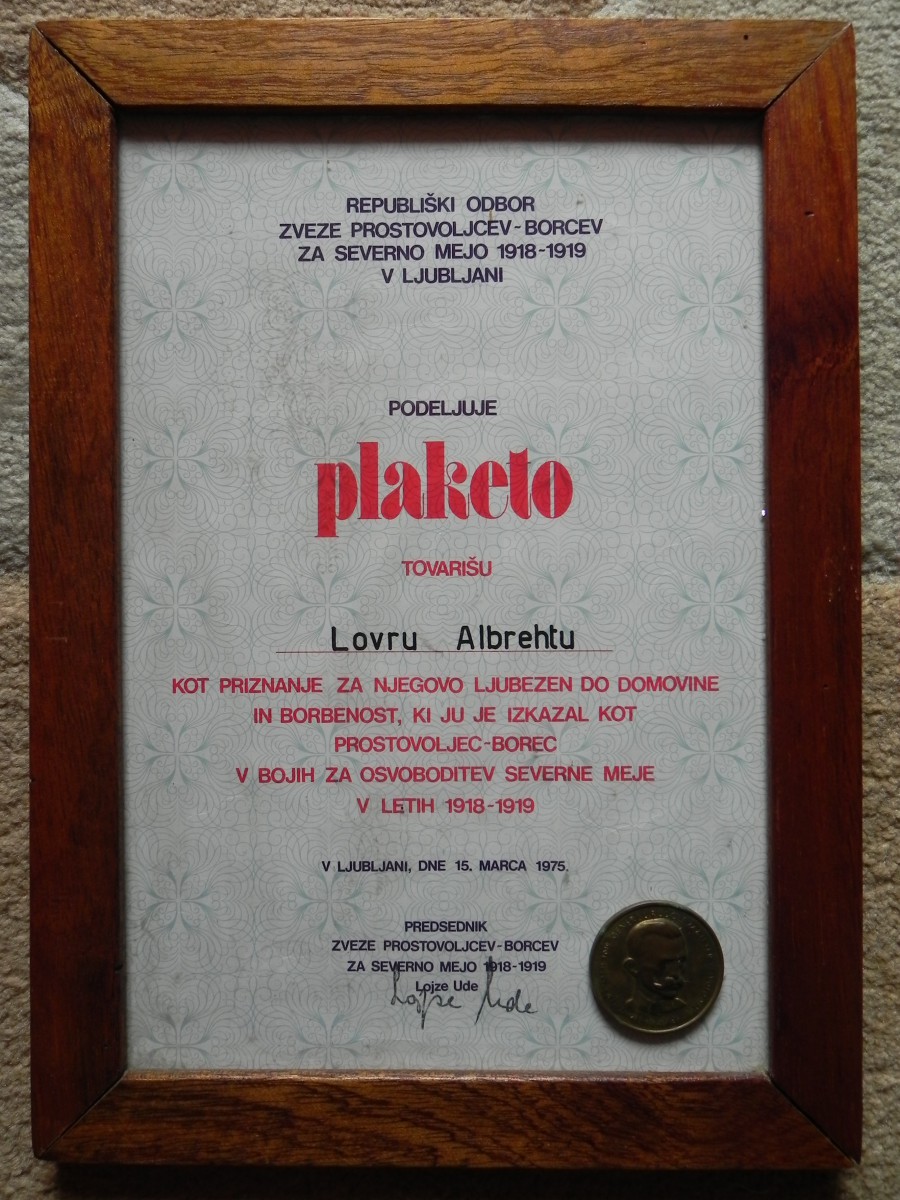 REPUBLIŠKI ODBOR
ZVEZE PROSTOVOLJCEV-BORCEV
ZA SEVERNO MEJO 1918-1919
V LJUBLJANI
PODELJUJE
plaketo
TOVARIŠU
Lovru Albrehtu
KOT PRIZNANJE ZA NJEGOVO LJUBEZEN DO DOMOVINE
IN BORBENOST, KI JU JE IZKAZAL KOT
PROSTOVOLJEC-BOREC
V BOJIH ZA OSVOBODITEV SEVERNE MEJE
V LETIH 1918-1919
V LJUBLJANI, DNE 15. MARCA 1975.
PREDSEDNIK
ZVEZE PROSTOVOLJCEV-BORCEV
ZA SEVERNO MEJO 1918-1919
Lojze Ude
Lojze Ude